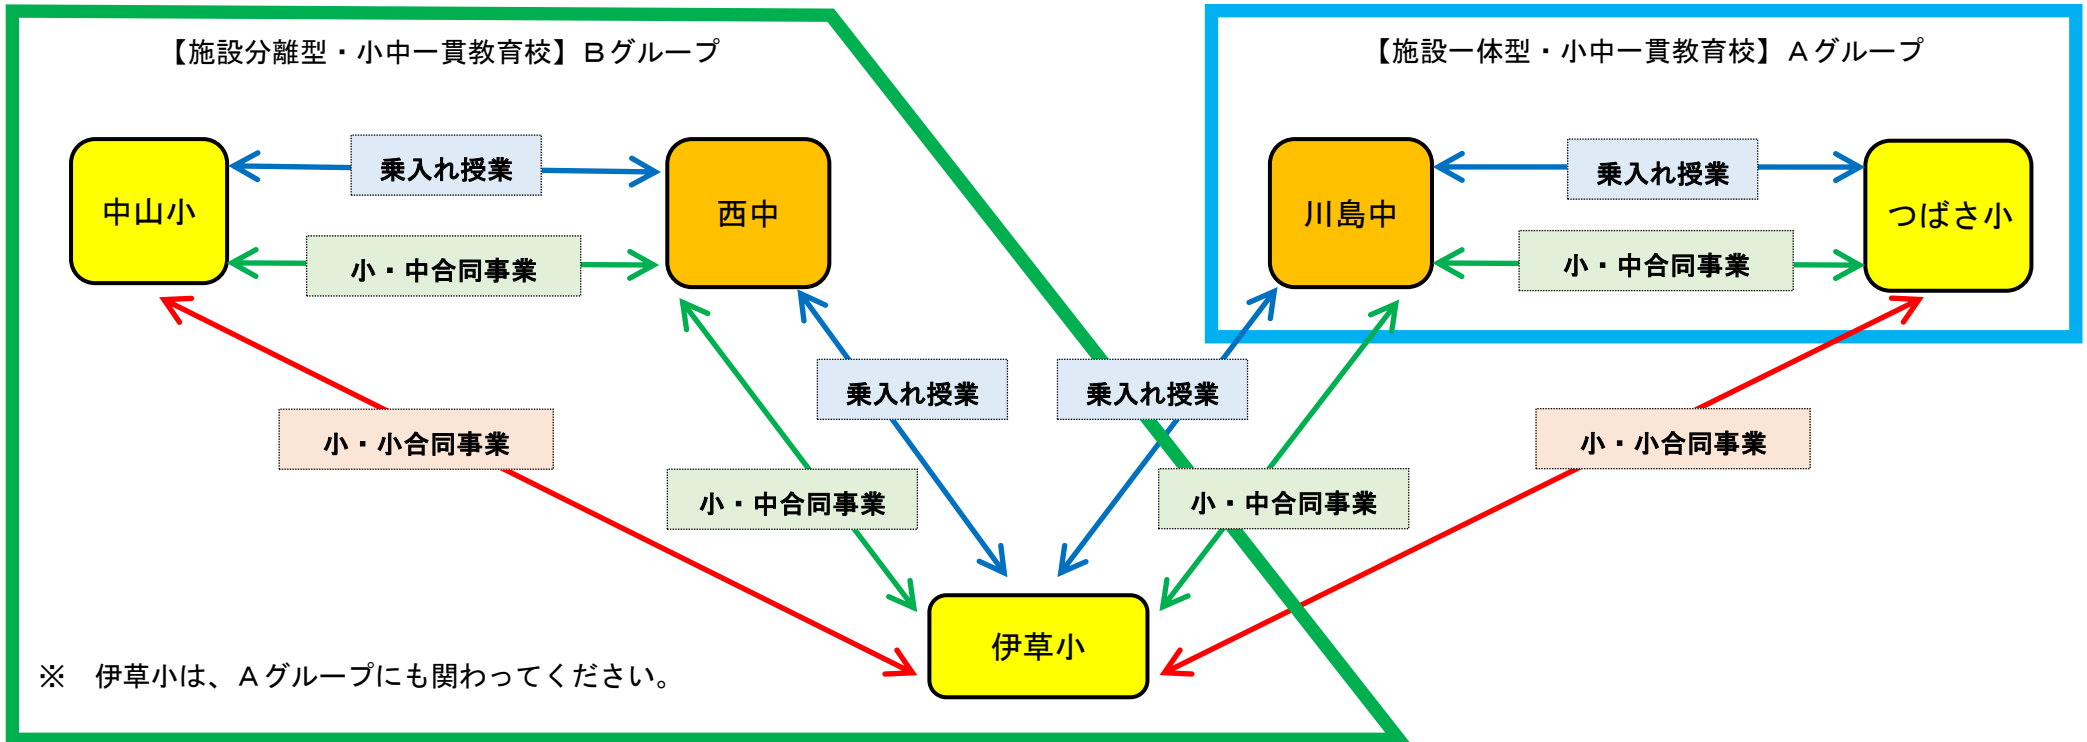 【施設分離型・小中一貫教育校】Ｂグループ
【施設一体型・小中一貫教育校】Ａグループ
中山小
乗入れ授業
小・中合同事業
西中
川島中
乗入れ授業
小・中合同事業
つばさ小
小・小合同事業
乗入れ授業
小・中合同事業
乗入れ授業
小・中合同事業
小・小合同事業
伊草小
※　伊草小は、Ａグループにも関わってください。